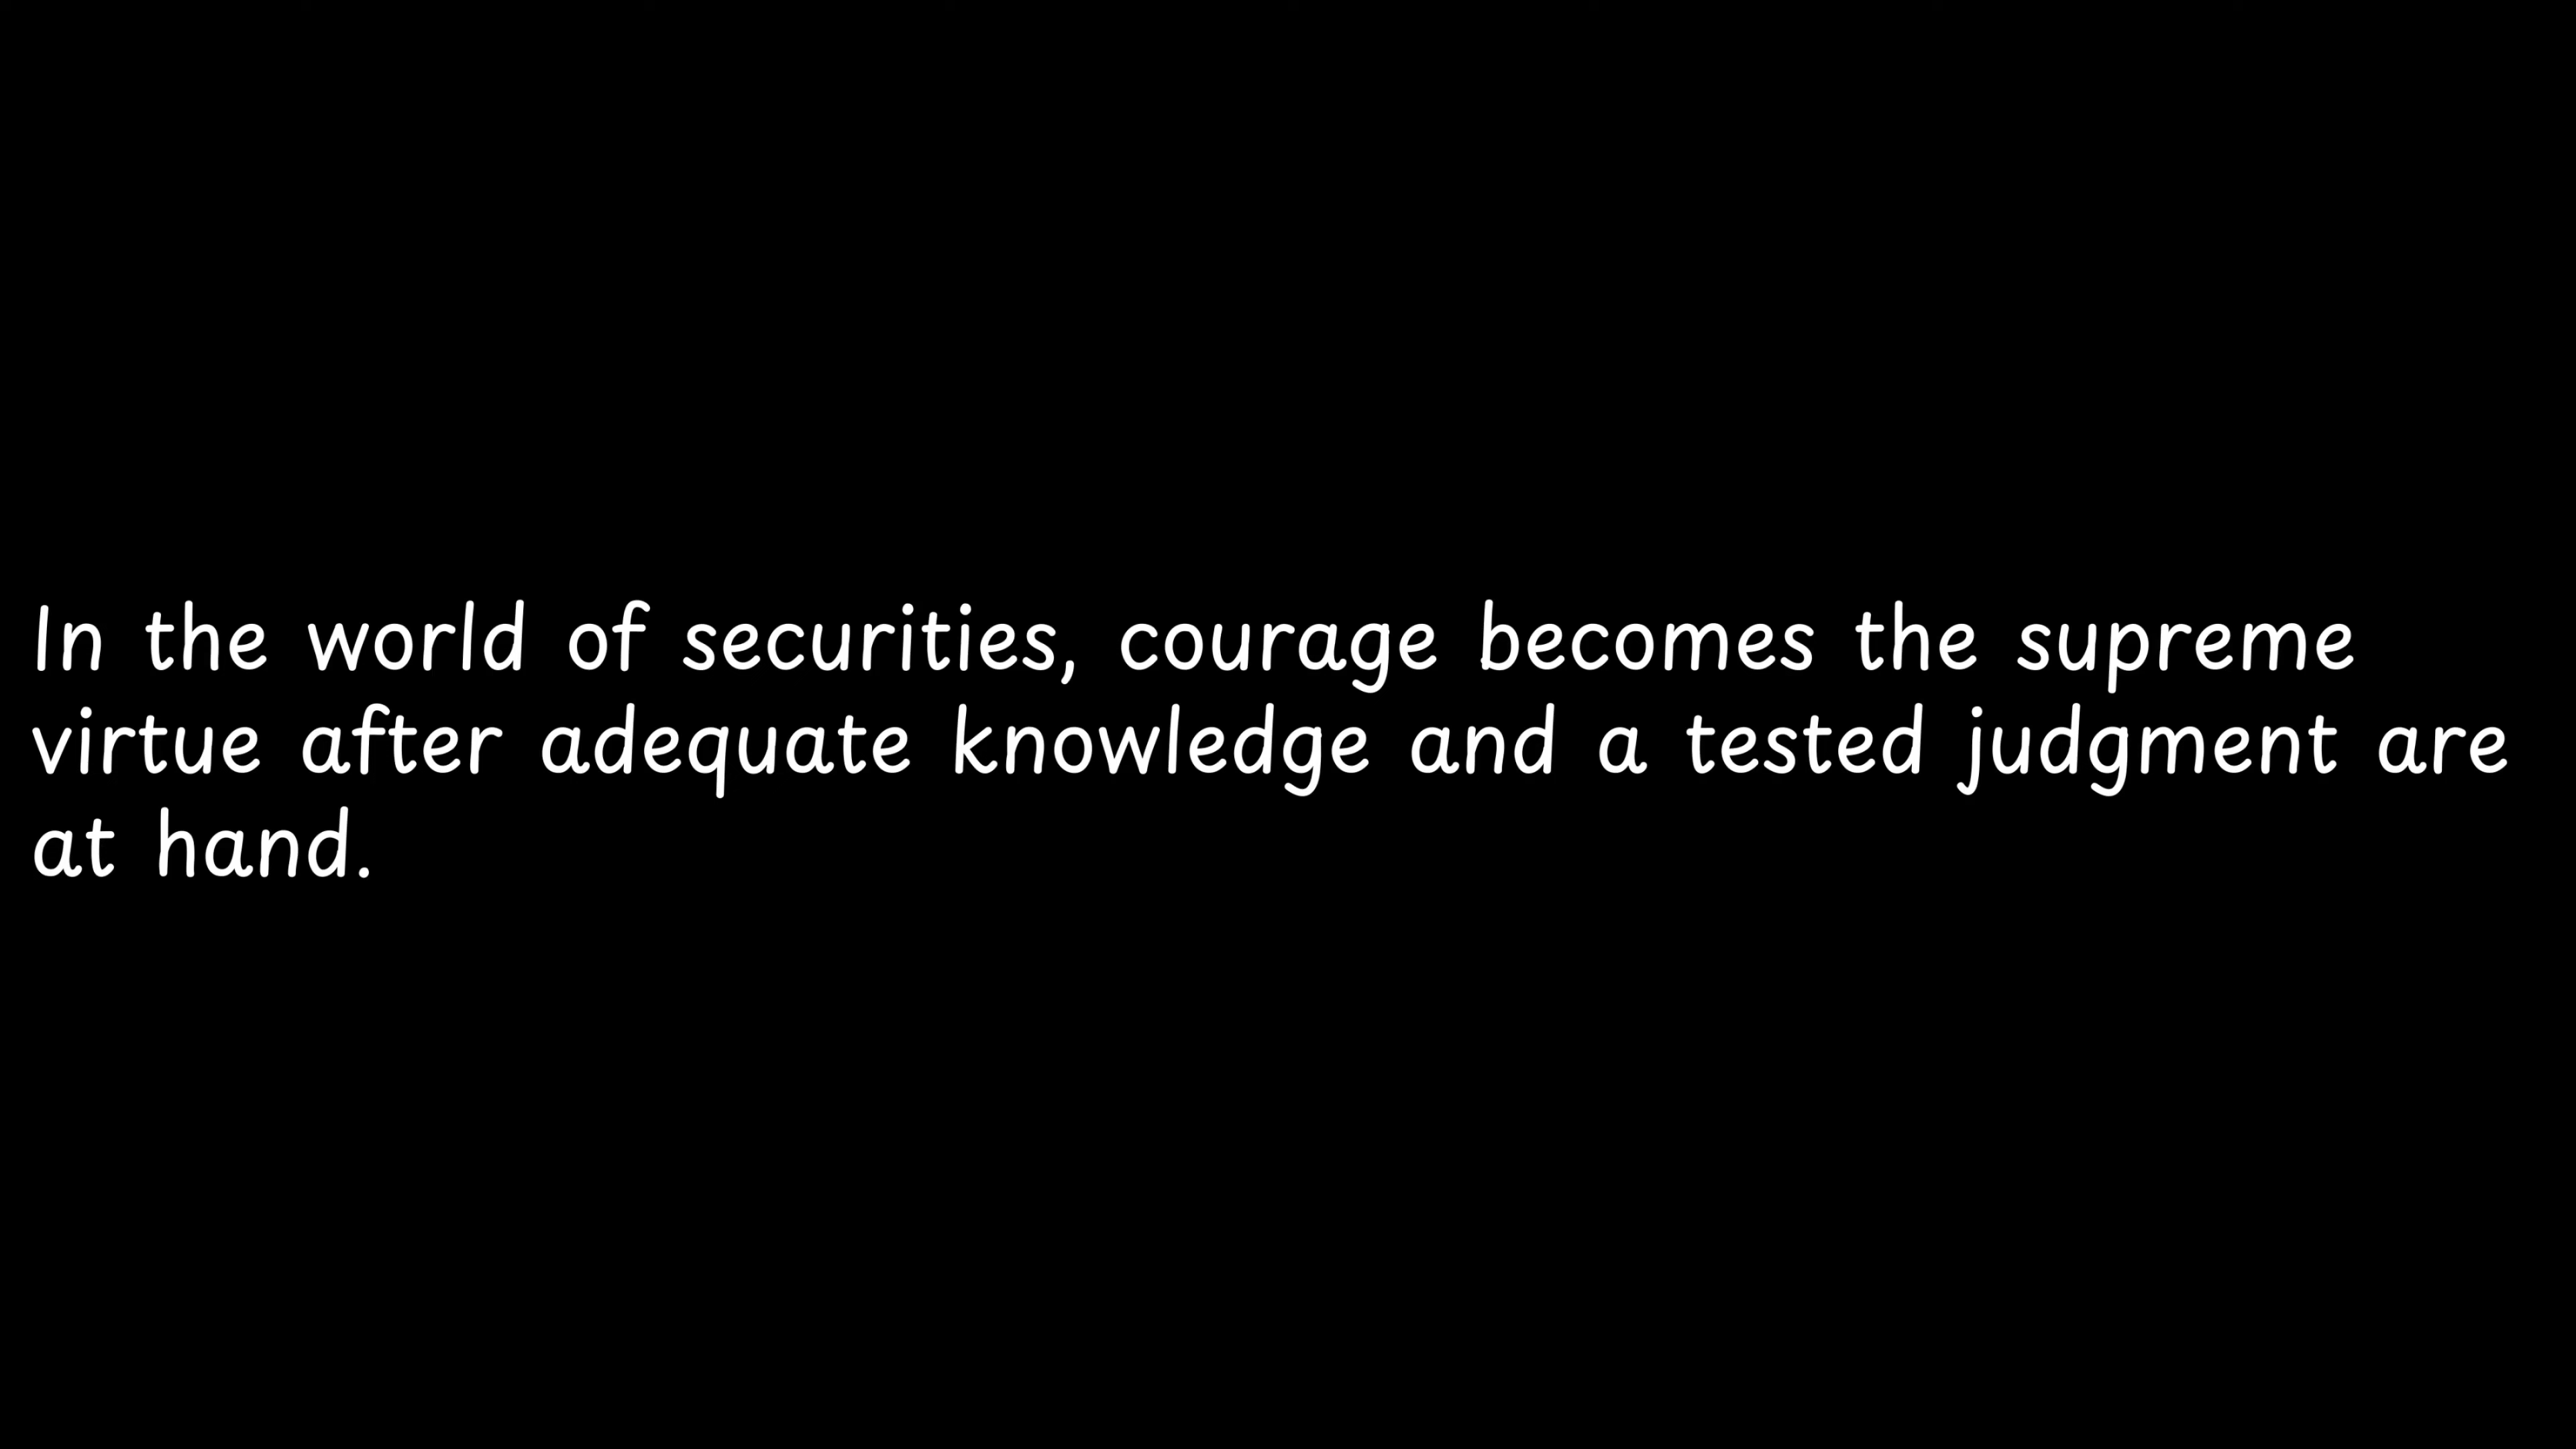 In the world of securities, courage becomes the supreme
virtue after adequate knowledge and a tested judgment are
at hand.